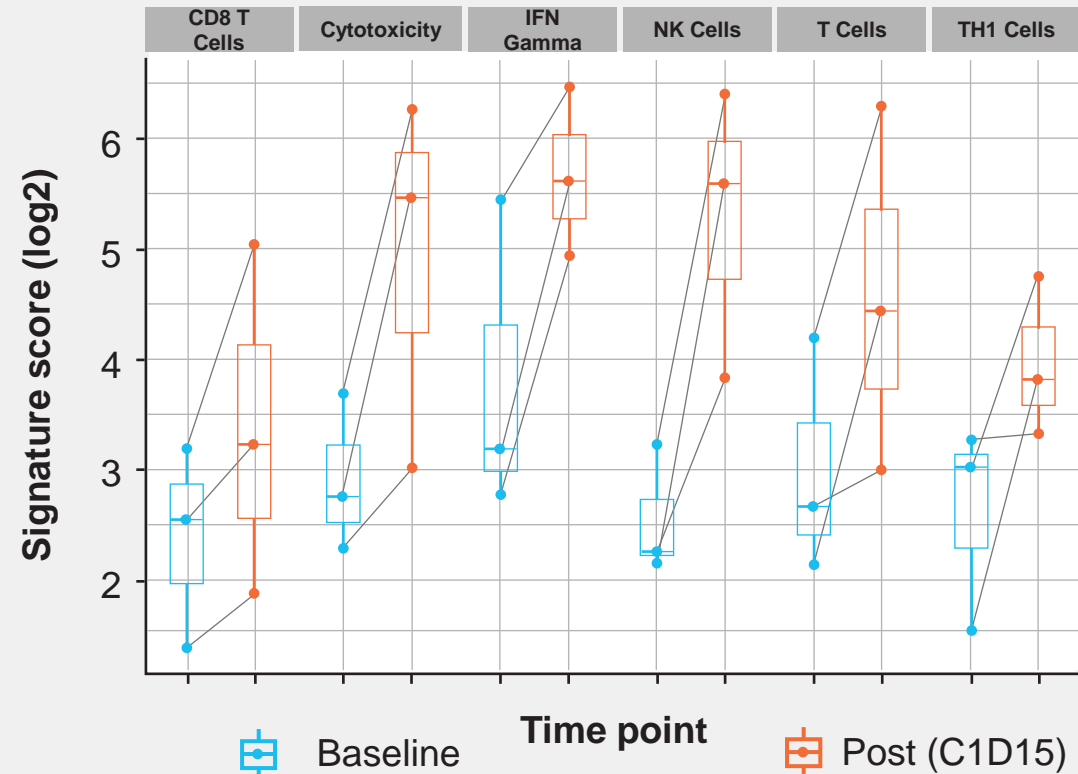 CD8 T
Cells
Cytotoxicity
IFN
Gamma
NK Cells
T Cells
TH1 Cells
Signature score (log2)
6
5
4
3
2
Time point
Baseline
Post (C1D15)